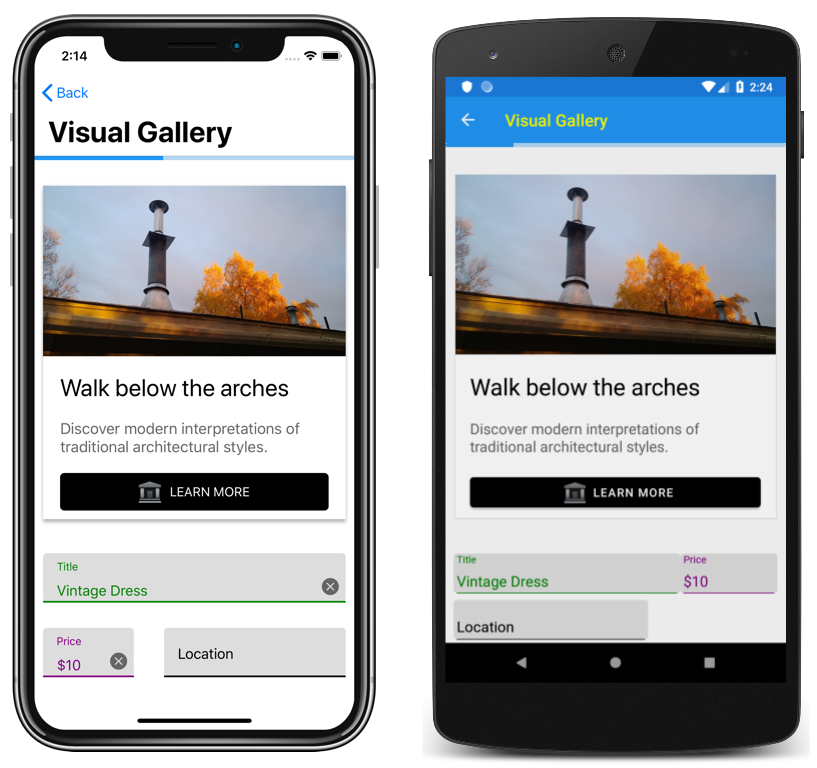 2:14
Back
Visual Gallery
Walk below the arches
Discover modern interpretations of
traditional architectural styles.
LEARN MORE
Title
Vintage Dress
Price
$10
Location
2:24
Visual Gallery
Walk below the arches
Discover modern interpretations of
traditional architectural styles.
LEARN MORE
Title
Price
Vintage Dress
$10
Location